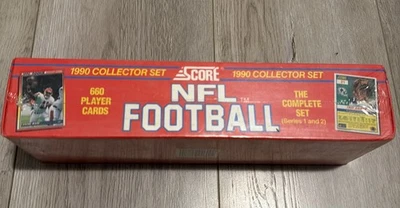 1990 COLLECTOR SET
SCORE
1990 COLLECTOR SET
660
PLAYER
CARDS
NFL
FOOTBALL
THE
COMPLETE
SET
(Series 1 and 2)